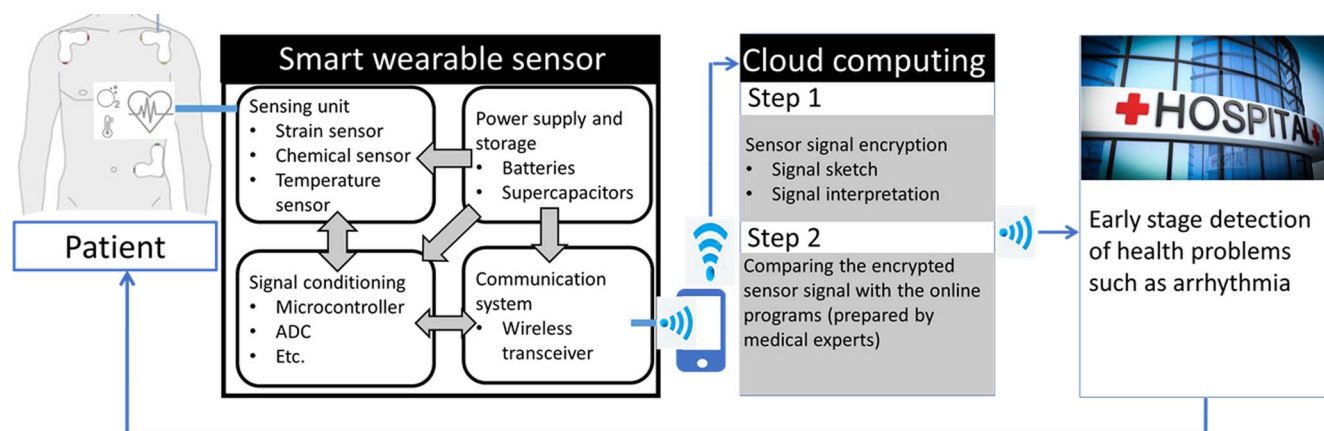 Patient
O2
Smart wearable sensor
Sensing unit
• Strain sensor
• Chemical sensor
• Temperature
sensor
Power supply and
storage
• Batteries
• Supercapacitors
Signal conditioning
• Microcontroller
• ADC
• Etc.
Communication
system
• Wireless
transceiver
Cloud computing
Step 1
Sensor signal encryption
• Signal sketch
• Signal interpretation
Step 2
Comparing the encrypted
sensor signal with the online
programs (prepared by
medical experts)
HOSPITAL
Early stage detection
of health problems
such as arrhythmia